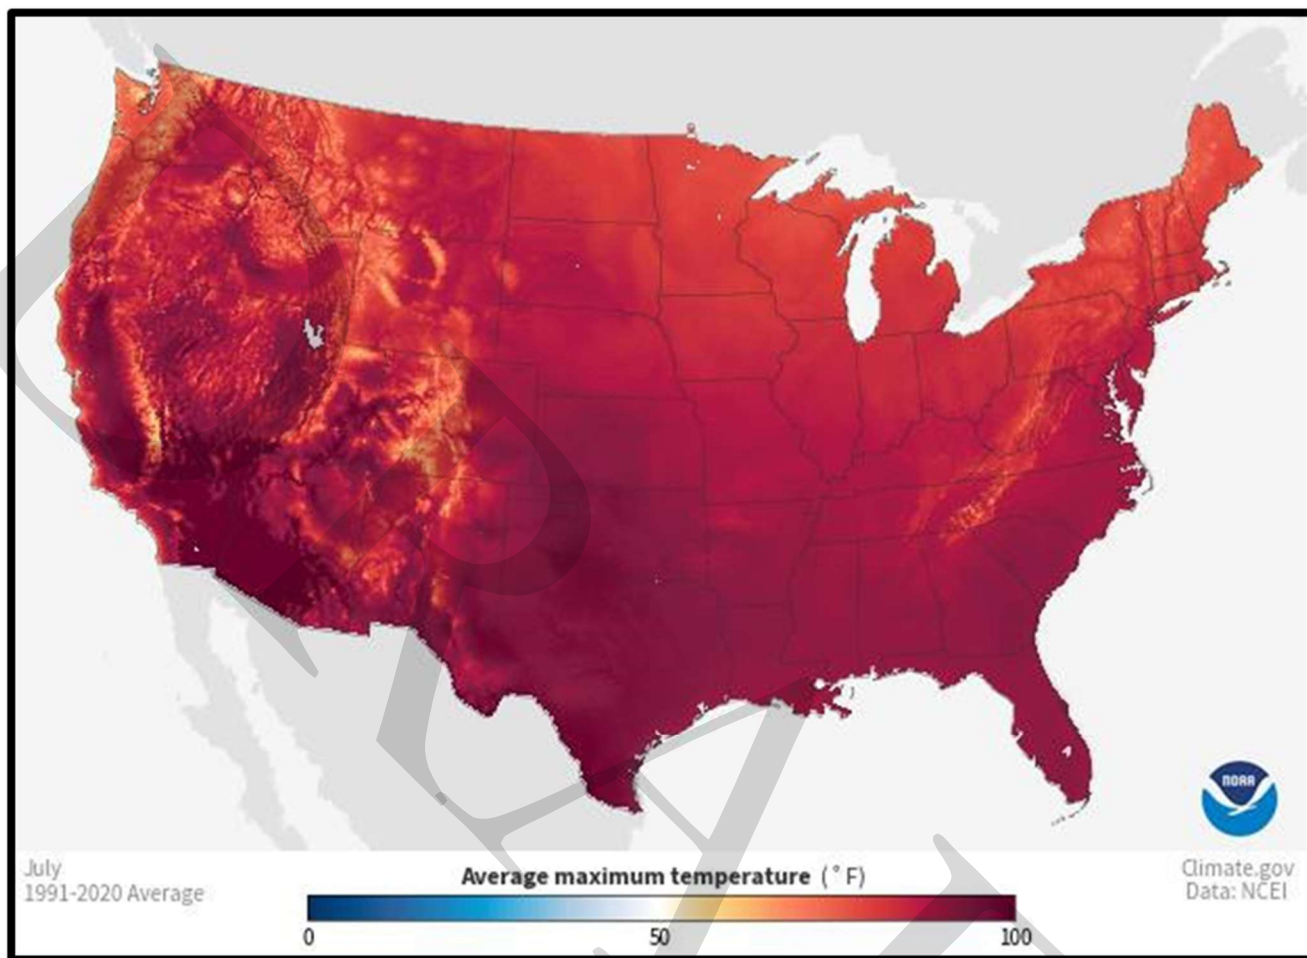 NOAA
July
1991-2020 Average
Climate.gov
Data: NCEI
Average maximum temperature (°F)
0
50
100